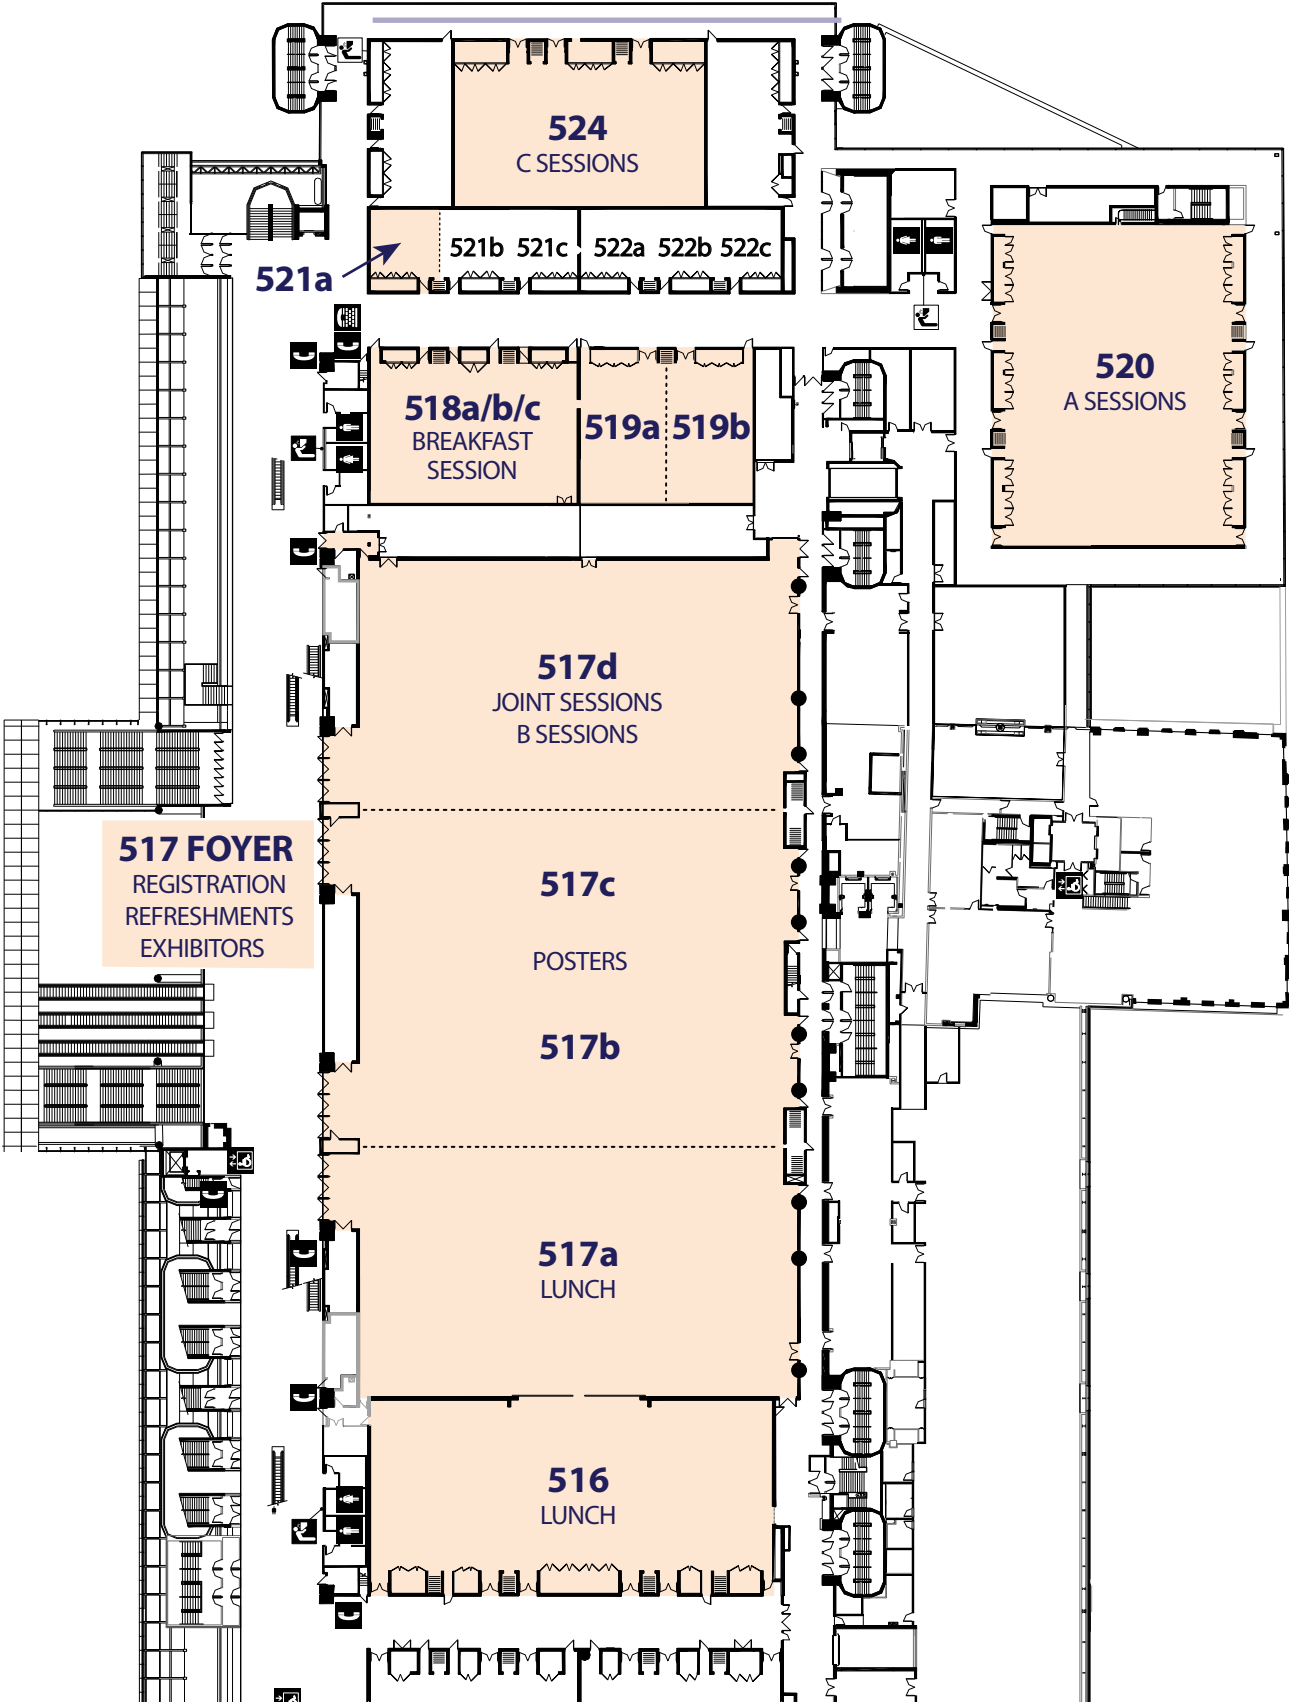 524
C SESSIONS
521b 521c 522a 522b 522c
521a
520
A SESSIONS
518a/b/c
BREAKFAST
SESSION
519a 519b
517d
JOINT SESSIONS
B SESSIONS
517 FOYER
REGISTRATION
REFRESHMENTS
EXHIBITORS
517c
POSTERS
517b
517a
LUNCH
516
LUNCH